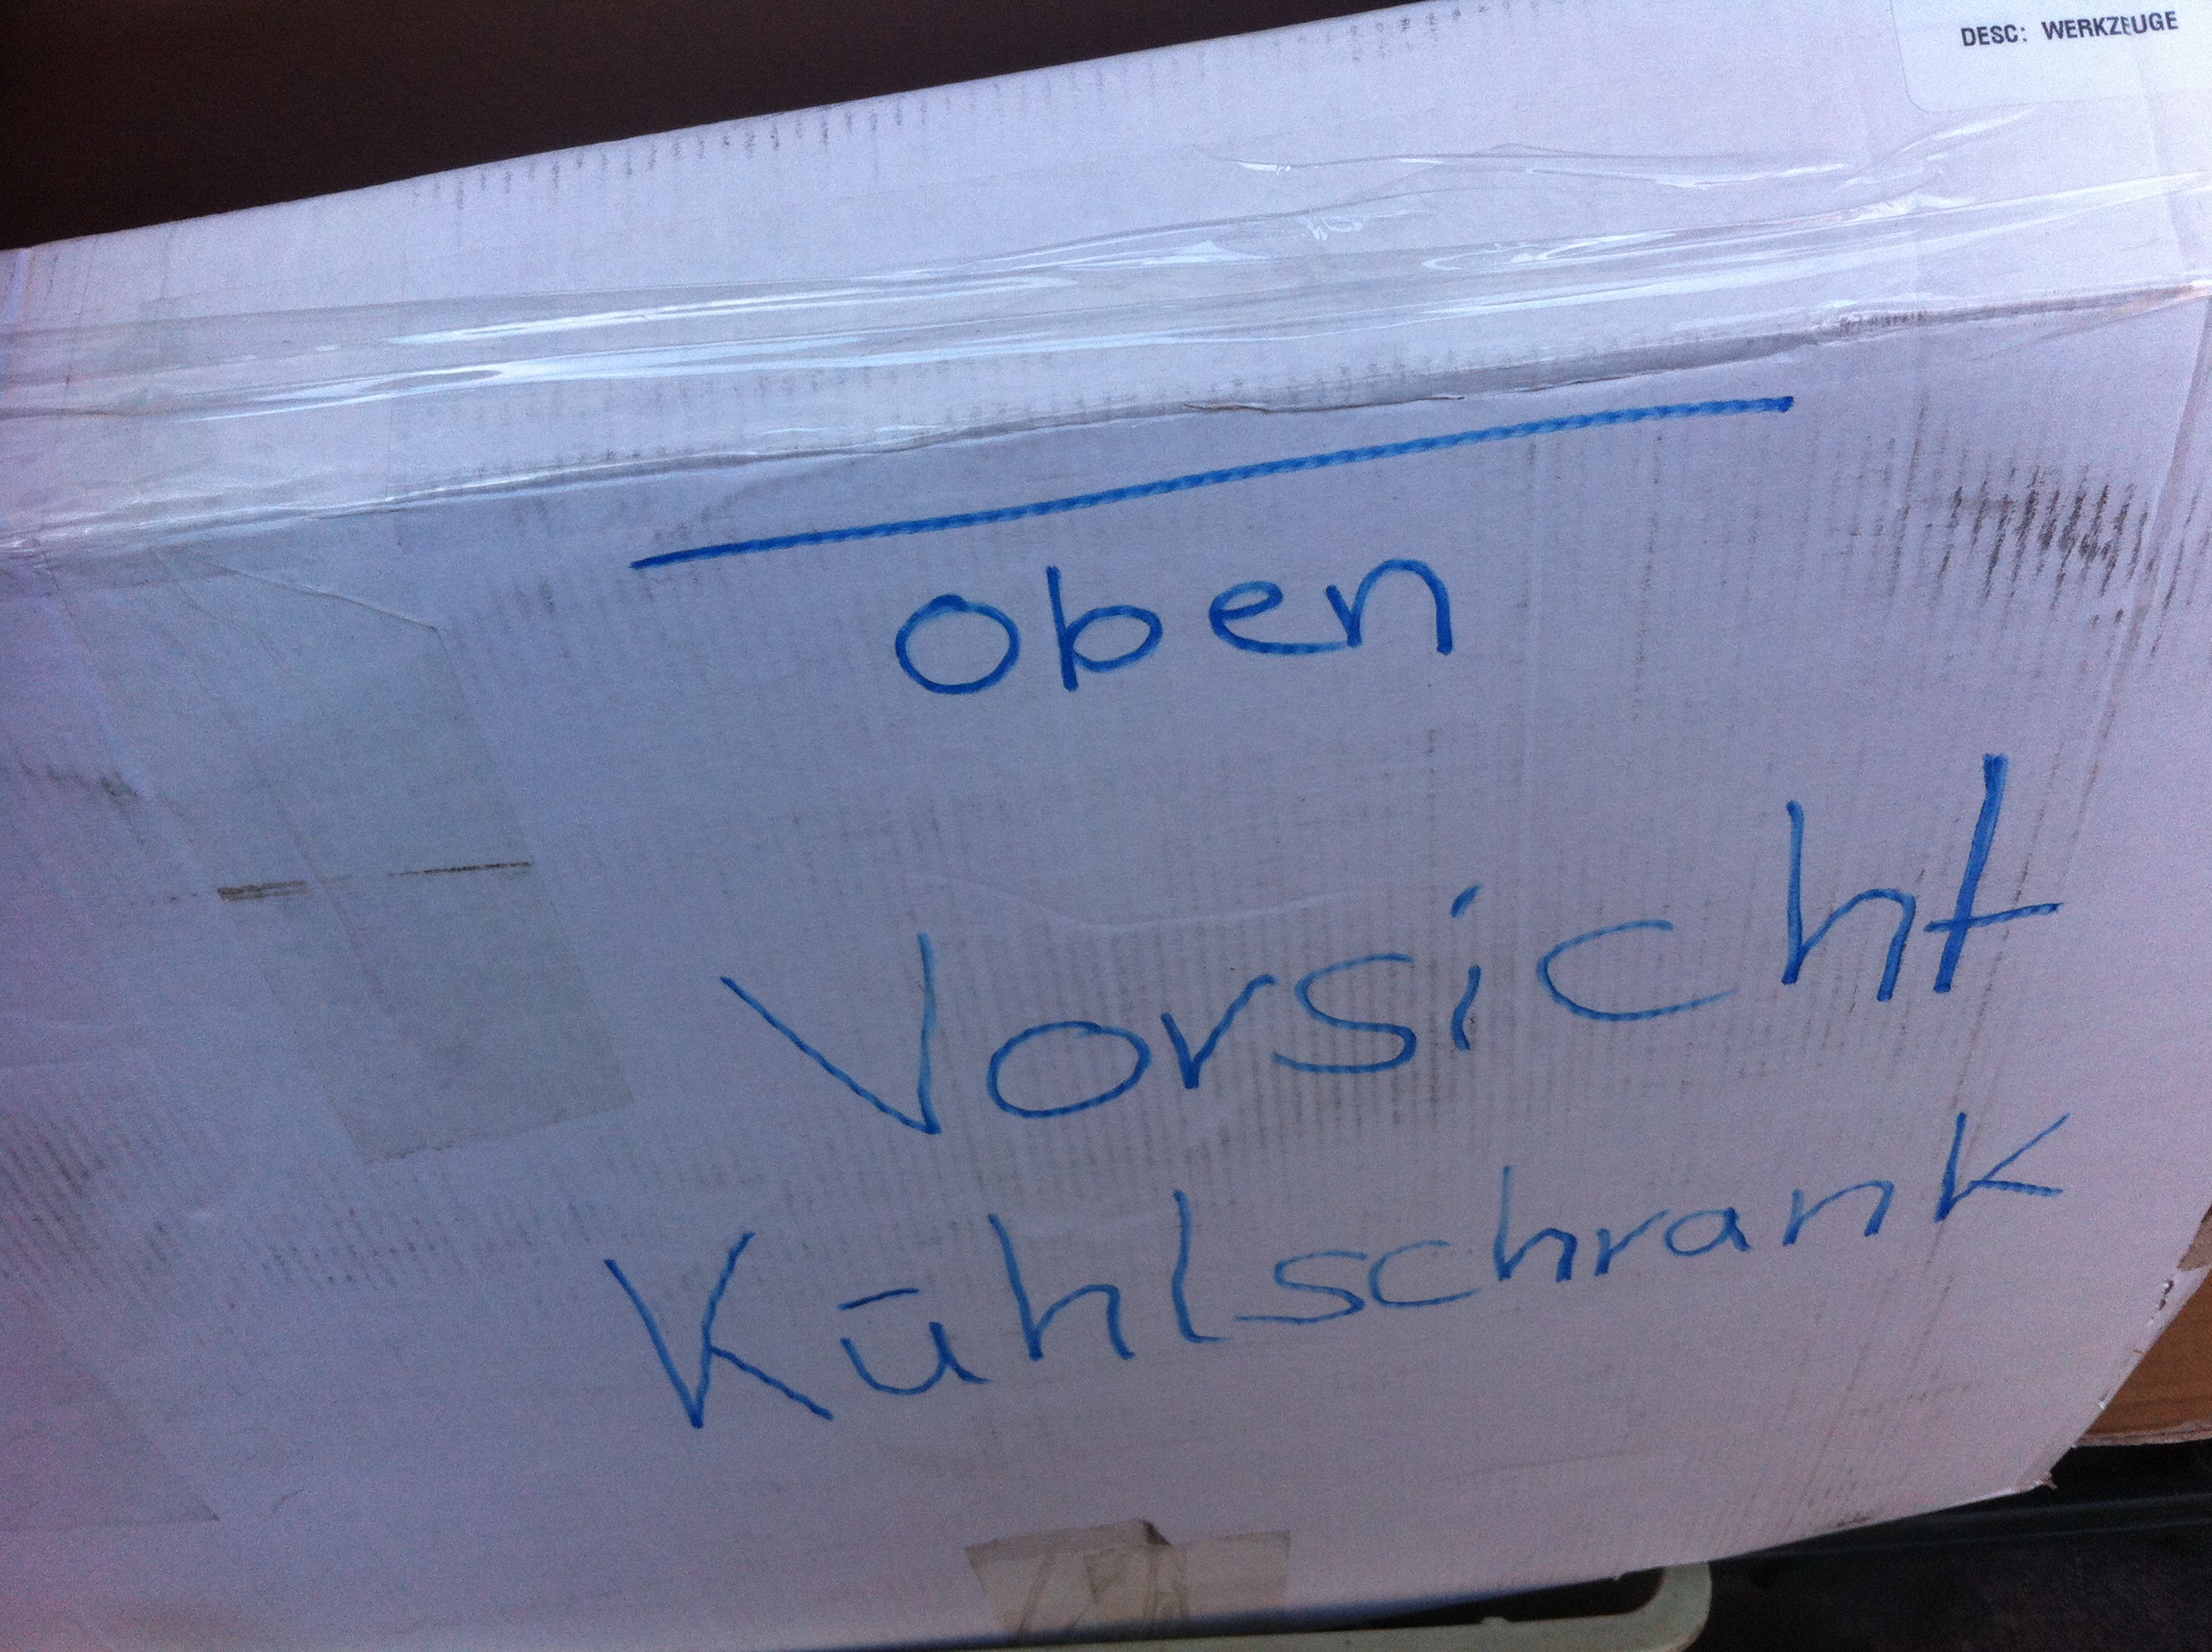 DESC: WERKZEUGE
oben
Vorsicht
Kühlschrank